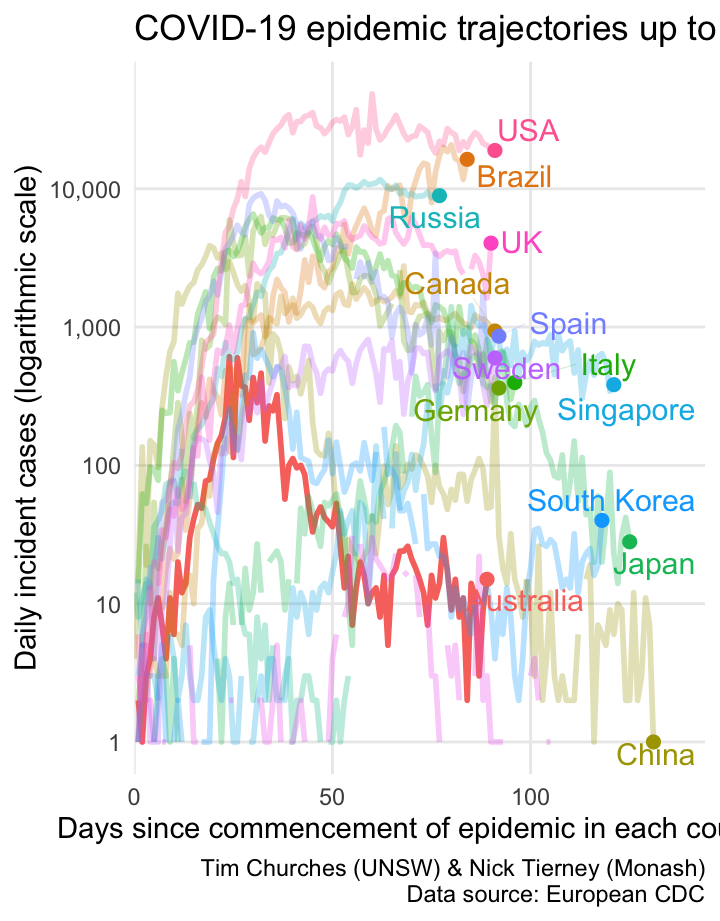 COVID-19 epidemic trajectories up to
Daily incident cases (logarithmic scale)
10,000
1,000
100
10
1
USA
Brazil
Russia
UK
Canada
Spain
Sweden
Italy
Germany
Singapore
South Korea
Japan
ustralia
China
0
50
100
Days since commencement of epidemic in each cou
Tim Churches (UNSW) & Nick Tierney (Monash)
Data source: European CDC